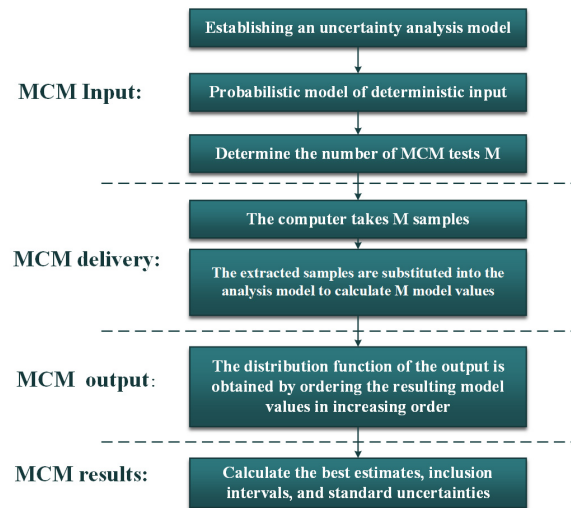 Establishing an uncertainty analysis model
MCM Input:
Probabilistic model of deterministic input
Determine the number of MCM tests M
The computer takes M samples
MCM delivery:
The extracted samples are substituted into the
analysis model to calculate M model values
MCM output:
The distribution function of the output is
obtained by ordering the resulting model
values in increasing order
MCM results:
Calculate the best estimates, inclusion
intervals, and standard uncertainties